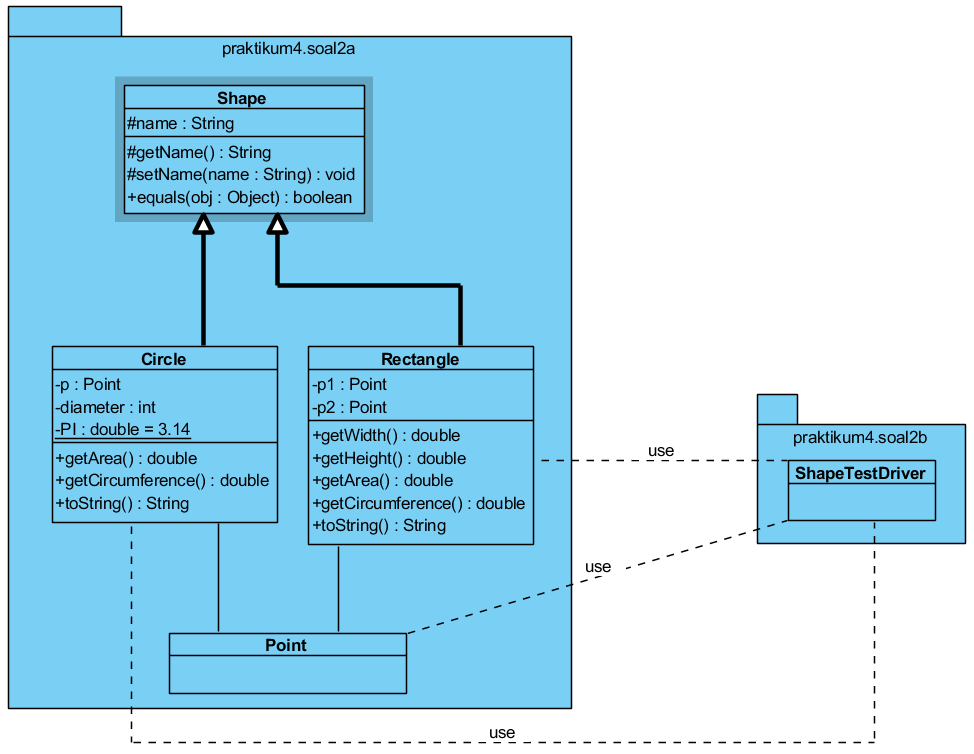 praktikum4.soal2a
Shape
#name : String
#getName() : String
#setName(name : String) : void
+equals(obj : Object) : boolean
Circle
-p : Point
-diameter : int
-PI : double = 3.14
+getArea() : double
+getCircumference() : double
+toString() : String
Rectangle
-p1 : Point
-p2 : Point
+getWidth() : double
+getHeight() : double
+getArea() : double
+getCircumference() : double
+toString() : String
Point
praktikum4.soal2b
ShapeTestDriver
use
use
use